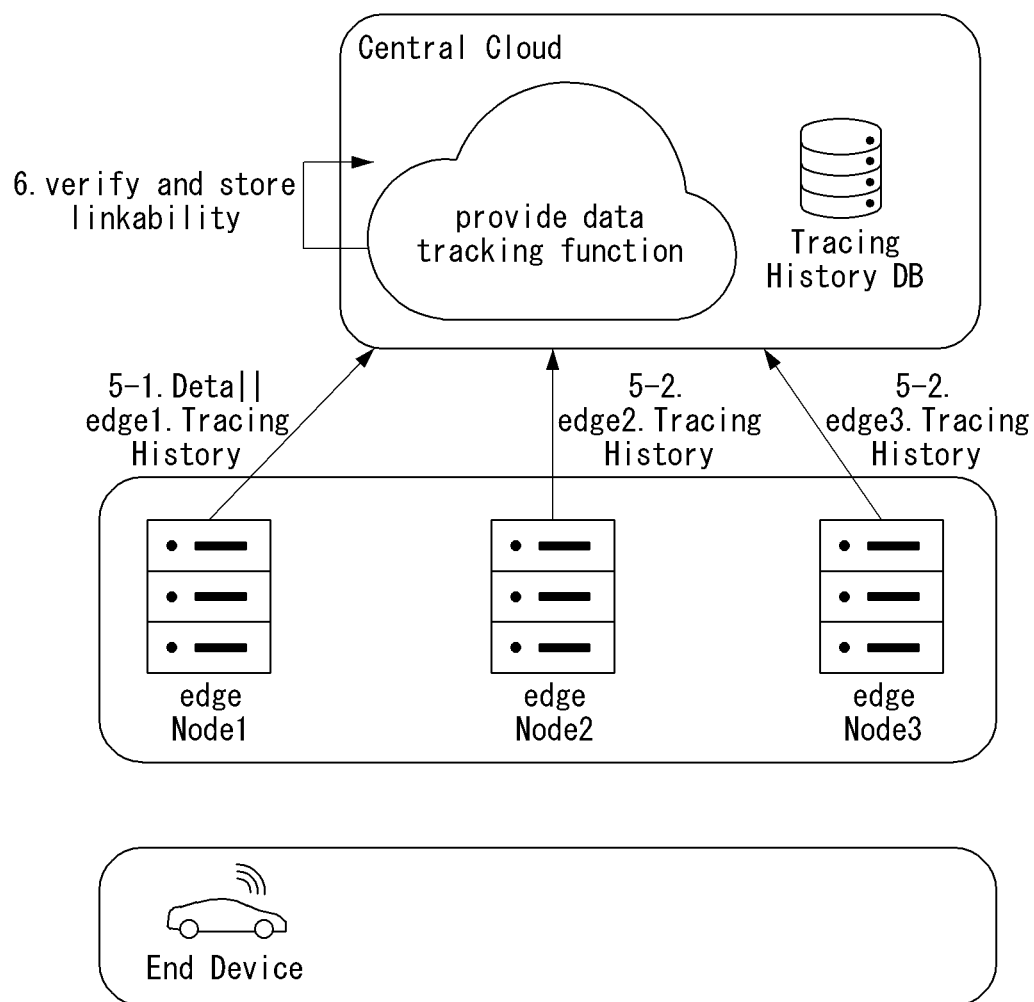 Central Cloud
6. verify and store
linkability
provide data
tracking function
Tracing
History DB
5-1. Deta||
edge1. Tracing
History
5-2.
edge2. Tracing
History
5-2.
edge3. Tracing
History
edge
Node1
edge
Node2
edge
Node3
End Device